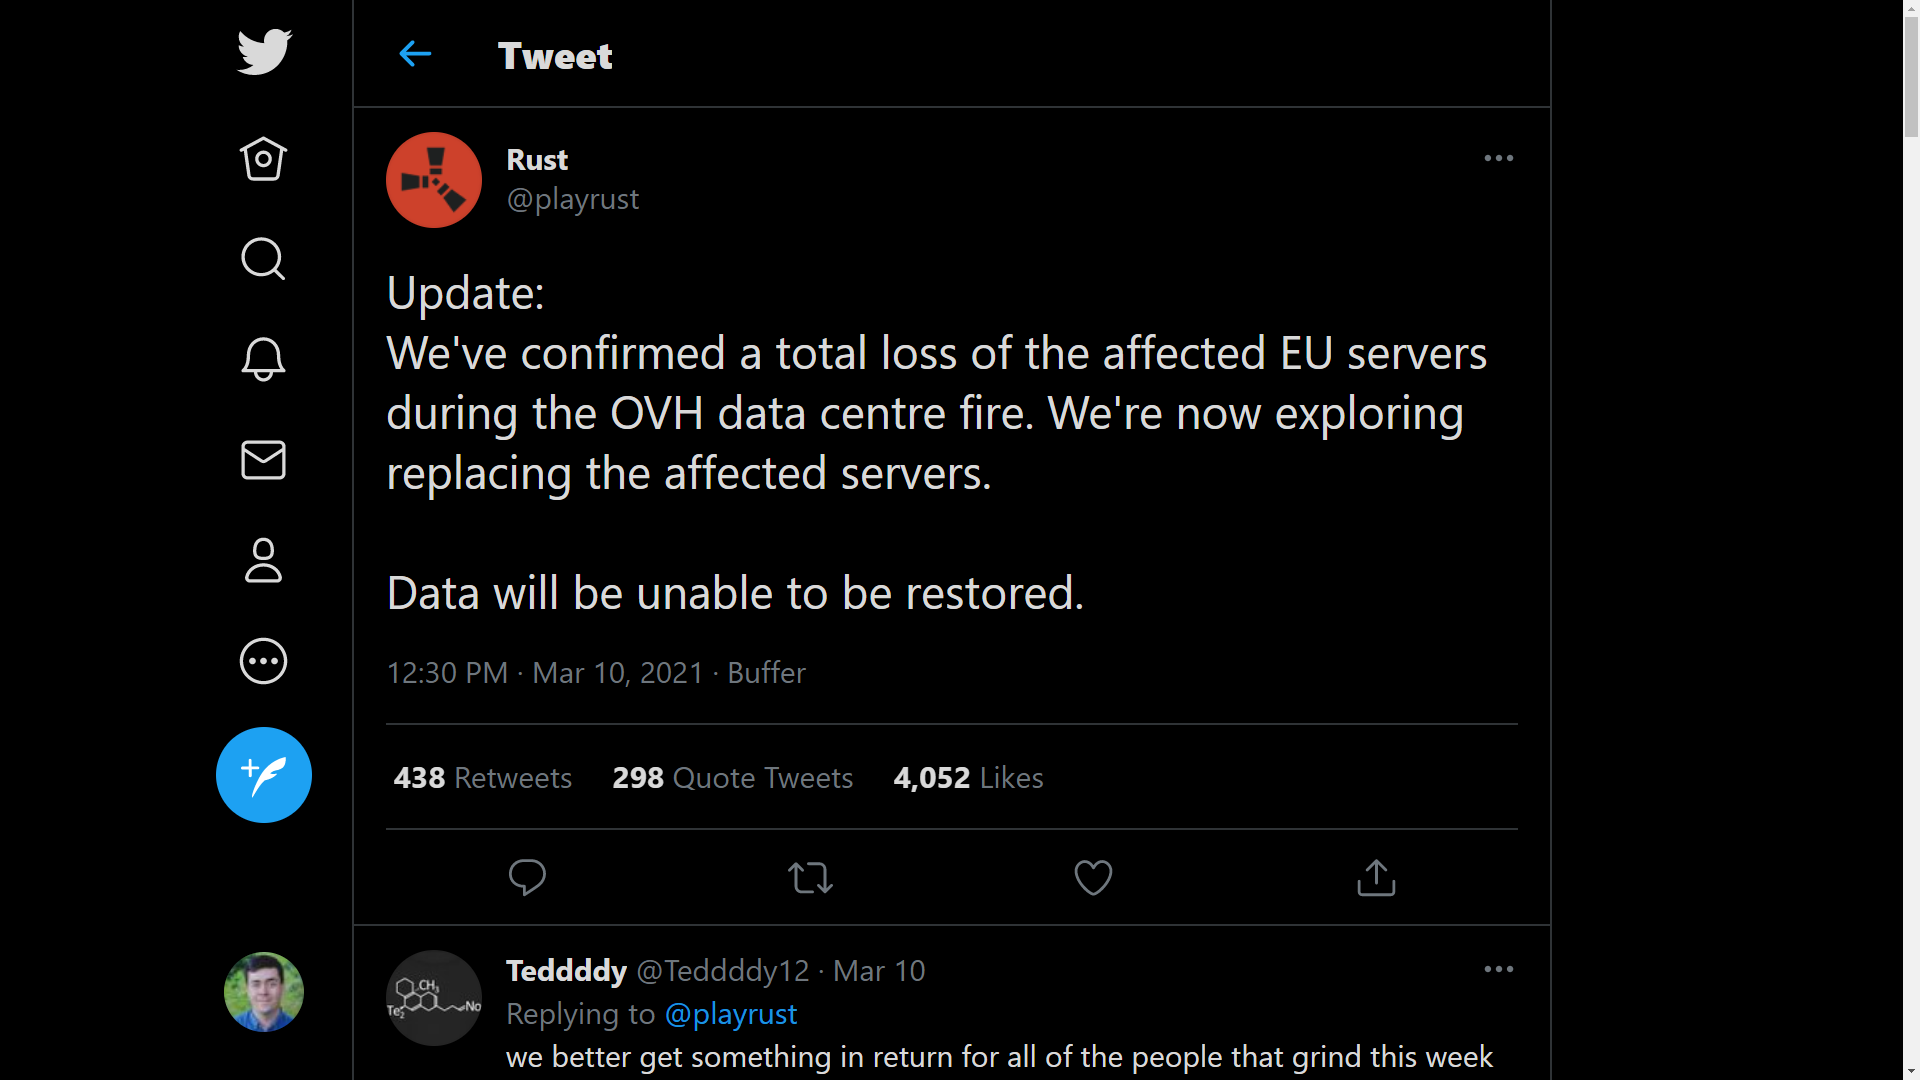 Tweet
Rust
@playrust
Update:
We've confirmed a total loss of the affected EU servers
during the OVH data centre fire. We're now exploring
replacing the affected servers.
Data will be unable to be restored.
12:30 PM · Mar 10, 2021 · Buffer
438 Retweets 298 Quote Tweets 4,052 Likes
CH3
Te2
No
Teddddy @Teddddy12 · Mar 10
Replying to @playrust
we better get something in return for all of the people that grind this week